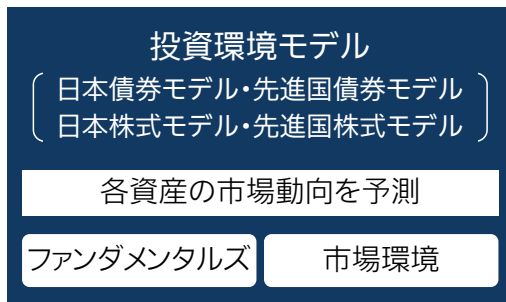 投資環境モデル
日本債券モデル・先進国債券モデル
日本株式モデル・先進国株式モデル
各資産の市場動向を予測
ファンダメンタルズ
市場環境